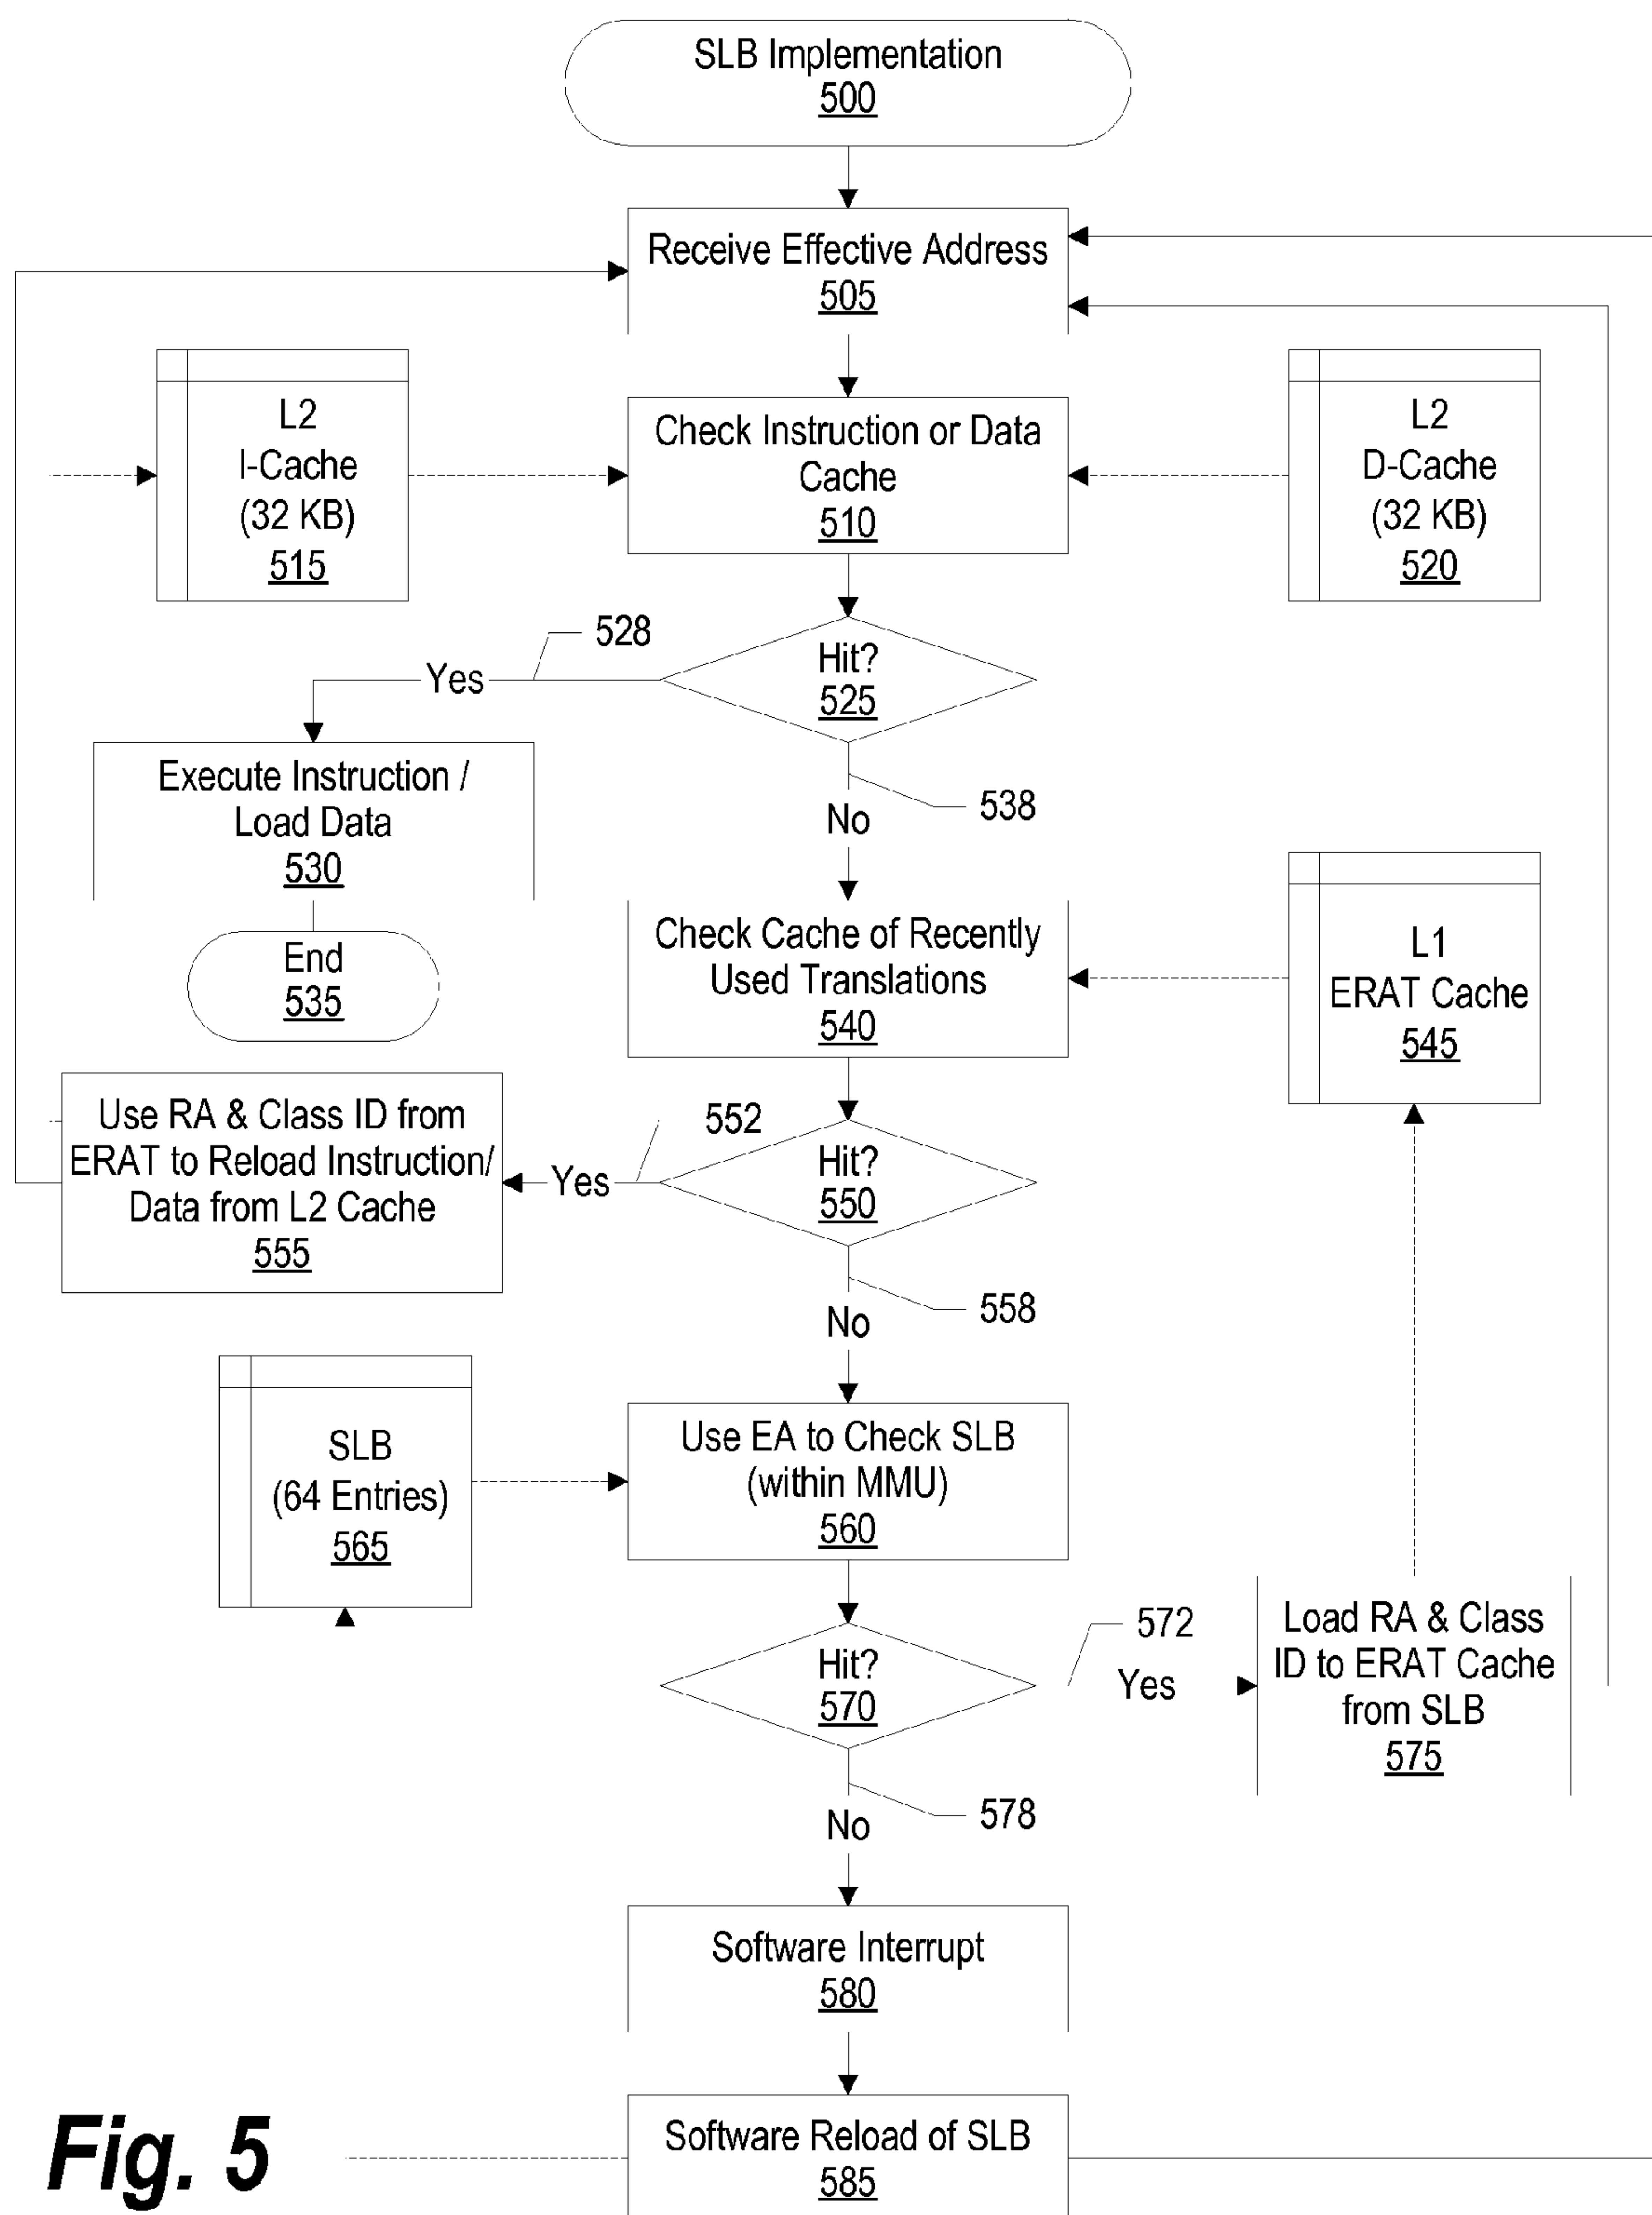 SLB Implementation
500
Receive Effective Address
505
L2
I-Cache
(32 KB)
515
Check Instruction or Data
Cache
510
L2
D-Cache
(32 KB)
520
528
Yes
Hit?
525
Execute Instruction /
Load Data
530
538
No
End
535
Check Cache of Recently
Used Translations
540
L1
ERAT Cache
545
Use RA & Class ID from
ERAT to Reload Instruction/
Data from L2 Cache
555
552
Yes
Hit?
550
558
No
SLB
(64 Entries)
565
Use EA to Check SLB
(within MMU)
560
Hit?
570
572
Yes
Load RA & Class
ID to ERAT Cache
from SLB
575
578
No
Software Interrupt
580
Software Reload of SLB
585
Fig. 5